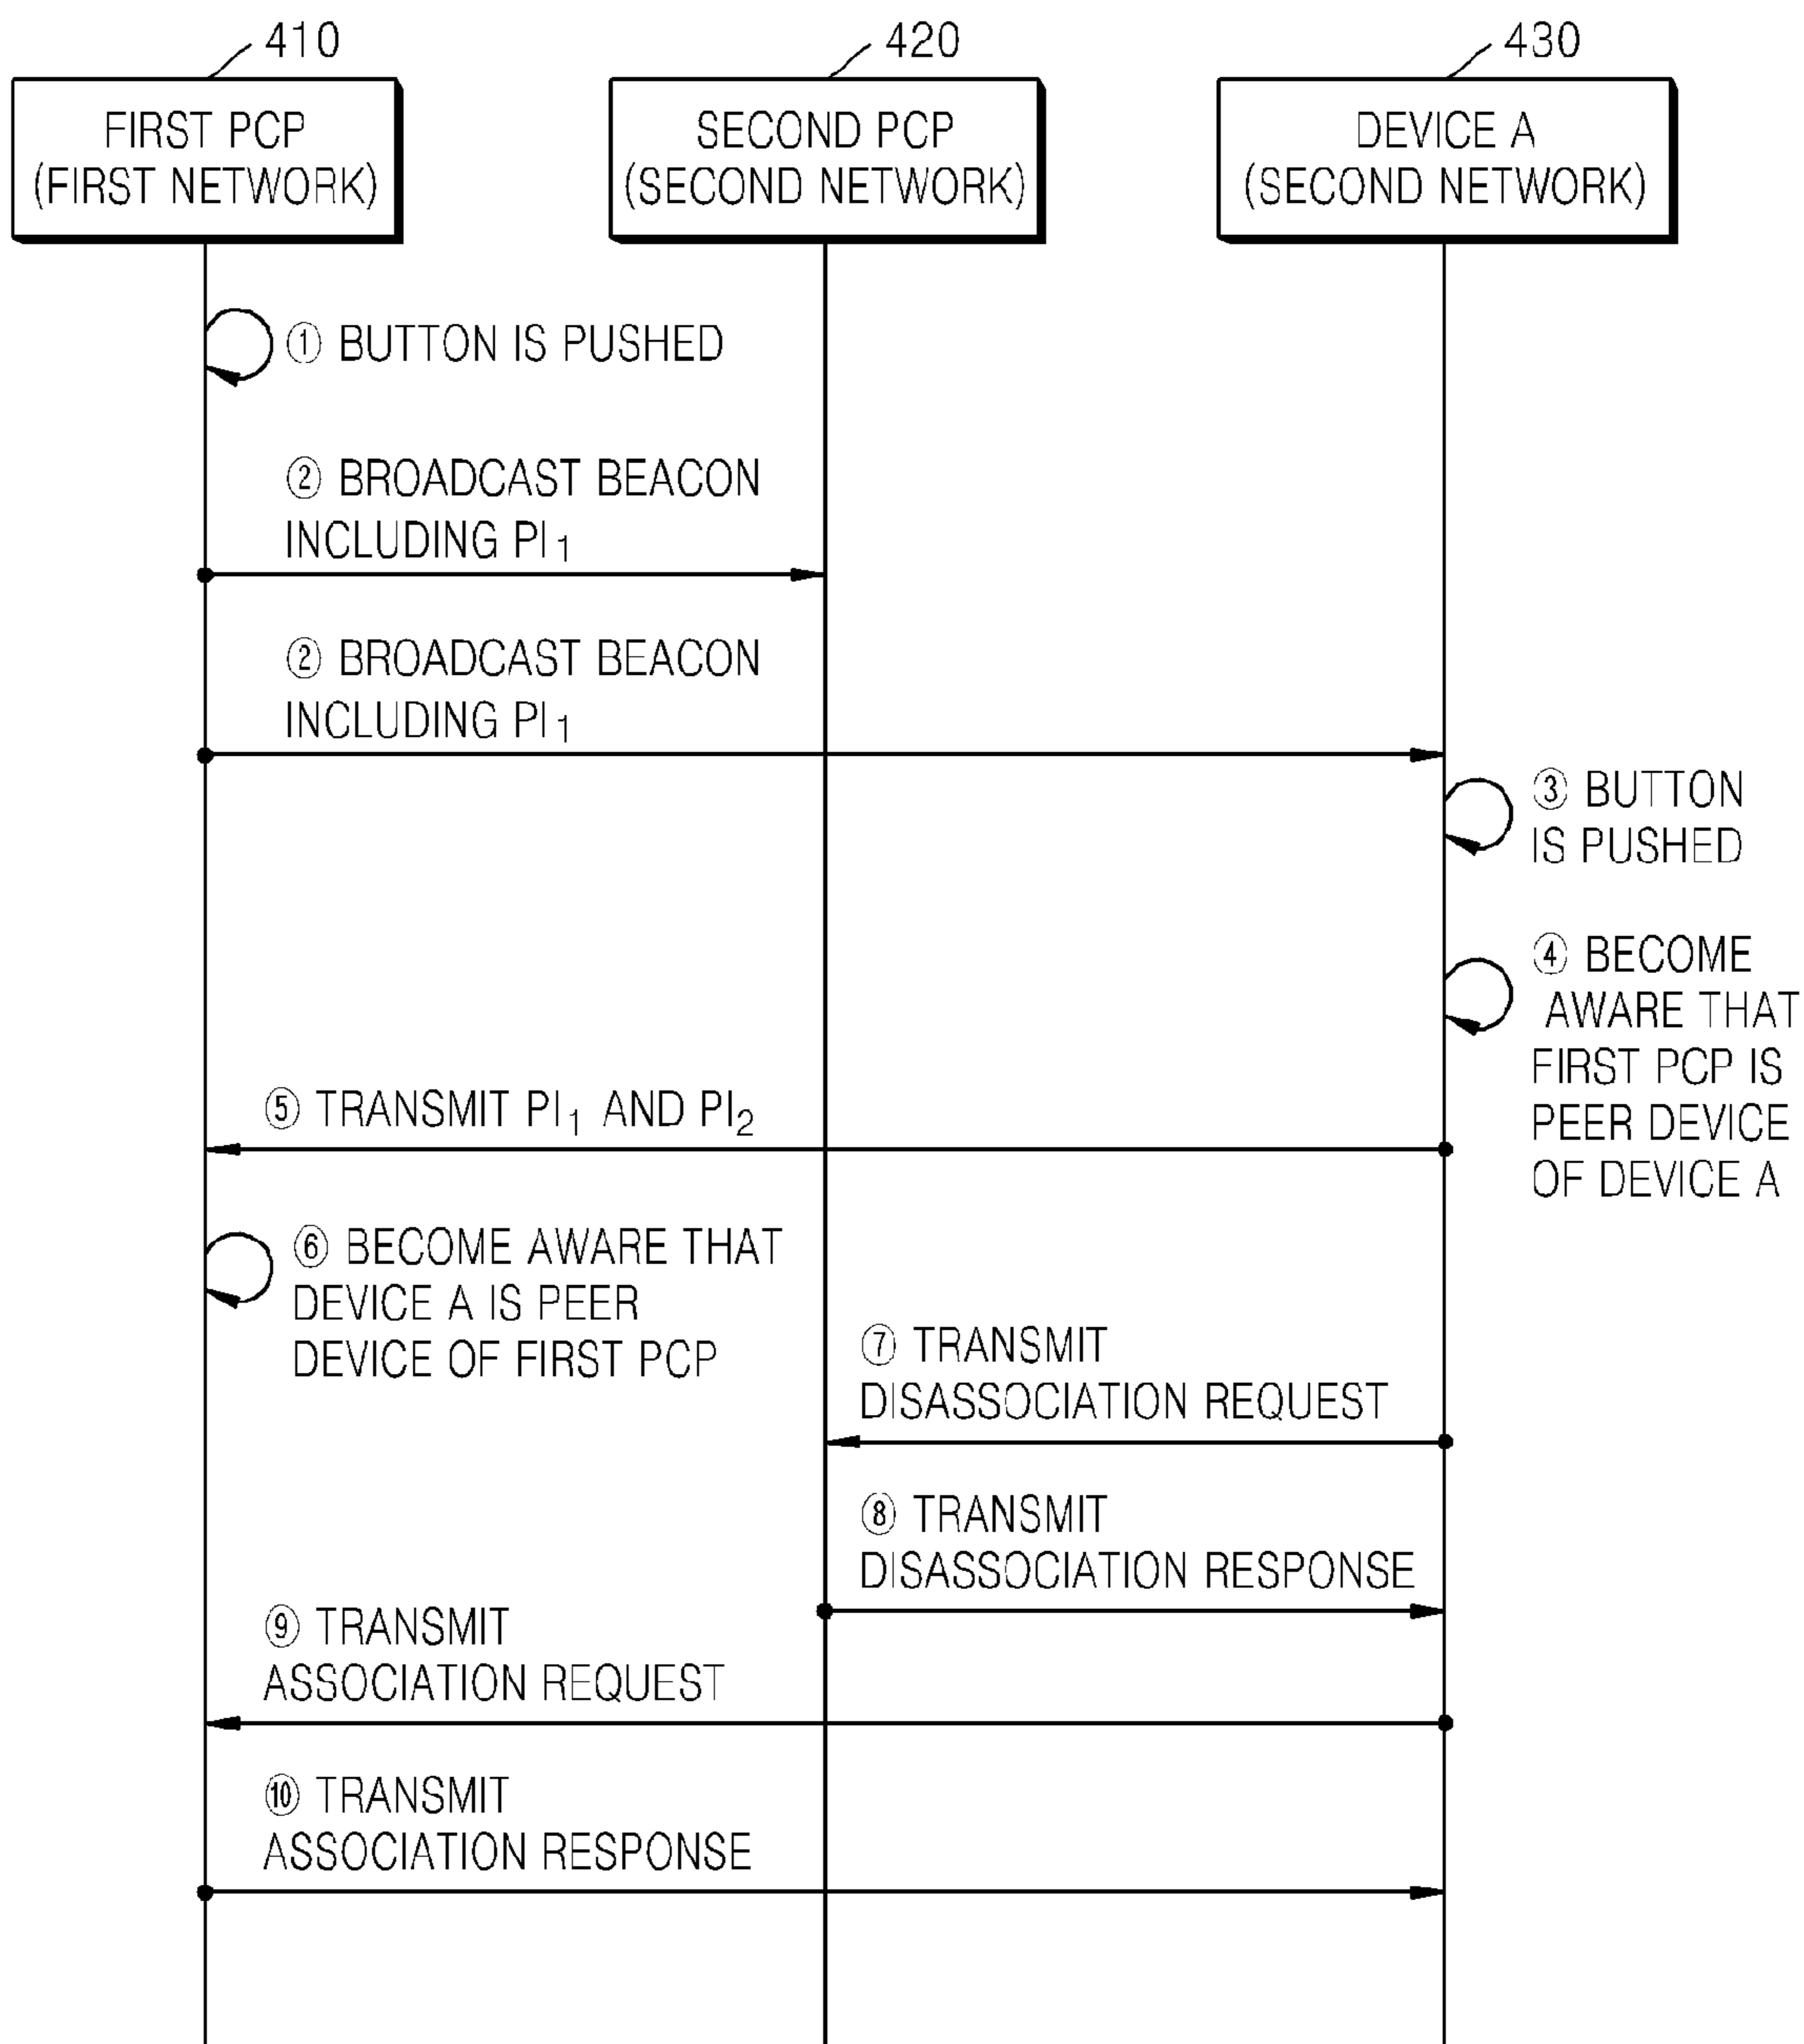 410
420
430
FIRST PCP
(FIRST NETWORK)
SECOND PCP
(SECOND NETWORK)
DEVICE A
(SECOND NETWORK)
① BUTTON IS PUSHED
② BROADCAST BEACON
INCLUDING PI₁
② BROADCAST BEACON
INCLUDING PI₁
③ BUTTON
IS PUSHED
④ BECOME
AWARE THAT
FIRST PCP IS
PEER DEVICE
OF DEVICE A
⑤ TRANSMIT PI₁ AND PI₂
⑥ BECOME AWARE THAT
DEVICE A IS PEER
DEVICE OF FIRST PCP
⑦ TRANSMIT
DISASSOCIATION REQUEST
⑧ TRANSMIT
DISASSOCIATION RESPONSE
⑨ TRANSMIT
ASSOCIATION REQUEST
⑩ TRANSMIT
ASSOCIATION RESPONSE